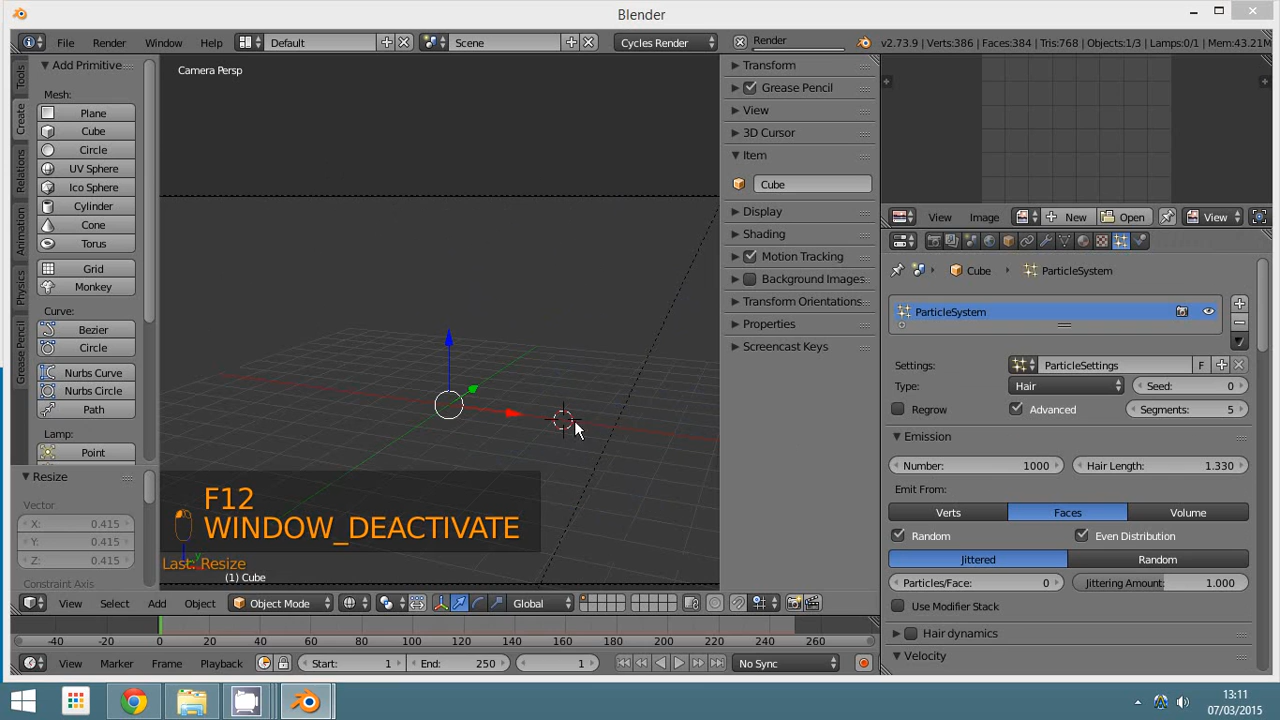 Blender
File Render Window Help Default Scene Cycles Render Render v2.73.9 | Verts:386 | Faces:384 | Tris:768 | Objects:1/3 | Lamps:0/1 | Mem:43.21M
Tools
Create
Relations
Animation
Physics
Grease Pencil
Add Primitive
Mesh:
Plane
Cube
Circle
UV Sphere
Ico Sphere
Cylinder
Cone
Torus
Grid
Monkey
Curve:
Bezier
Circle
Nurbs Curve
Nurbs Circle
Path
Lamp:
Point
Resize
Vector
X: 0.415
Y: 0.415
Z: 0.415
Constraint Axis
Camera Persp
F12
WINDOW_DEACTIVATE
Last: Resize
(1) Cube
View Select Add Object Object Mode Global
Transform
Grease Pencil
View
3D Cursor
Item
Cube
Display
Shading
Motion Tracking
Background Images
Transform Orientations
Properties
Screencast Keys
View Image New Open View
Cube ParticleSystem
ParticleSystem
Settings: ParticleSettings F
Type: Hair Seed: 0
Regrow Advanced Segments: 5
Emission
Number: 1000 Hair Length: 1.330
Emit From:
Verts Faces Volume
Random Even Distribution
Jittered Random
Particles/Face: 0 Jittering Amount: 1.000
Use Modifier Stack
Hair dynamics
Velocity
-40 -20 0 20 40 60 80 100 120 140 160 180 200 220 240 260
View Marker Frame Playback Start: 1 End: 250 1 No Sync
13:11
07/03/2015